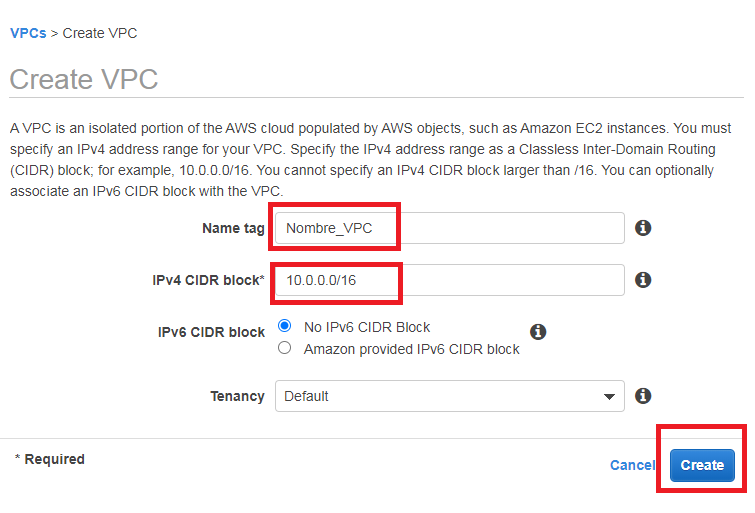 VPCs > Create VPC
Create VPC
A VPC is an isolated portion of the AWS cloud populated by AWS objects, such as Amazon EC2 instances. You must
specify an IPv4 address range for your VPC. Specify the IPv4 address range as a Classless Inter-Domain Routing
(CIDR) block; for example, 10.0.0.0/16. You cannot specify an IPv4 CIDR block larger than /16. You can optionally
associate an IPv6 CIDR block with the VPC.
Name tag Nombre_VPC
IPv4 CIDR block* 10.0.0.0/16
IPv6 CIDR block No IPv6 CIDR Block
Amazon provided IPv6 CIDR block
Tenancy Default
* Required
Cancel Create